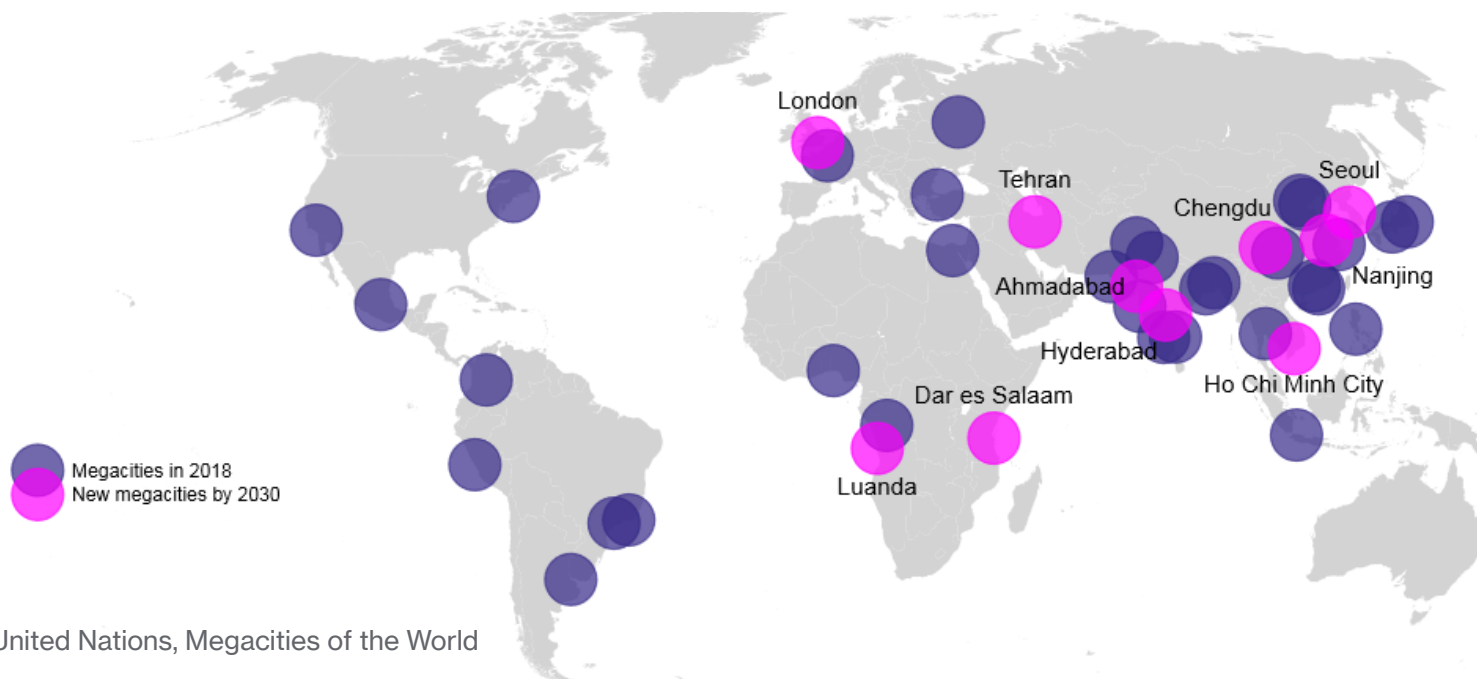 London
Seoul
Tehran
Chengdu
Nanjing
Ahmadabad
Hyderabad
Ho Chi Minh City
Dar es Salaam
Luanda
Megacities in 2018
New megacities by 2030
United Nations, Megacities of the World